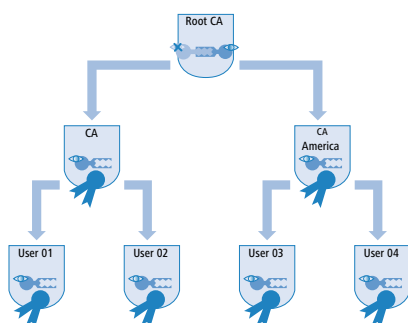 Root CA
CA
CA
America
User 01
User 02
User 03
User 04